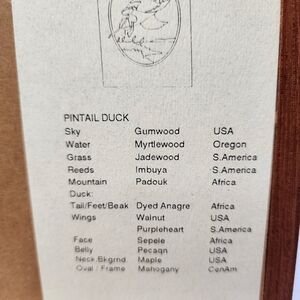 PINTAIL DUCK
Sky Gumwood USA
Water Myrtlewood Oregon
Grass Jadewood S.America
Reeds Imbuya S.America
Mountain Padouk Africa
Duck:
Tail/Feet/Beak Dyed Anagre Africa
Wings Walnut USA
Purpleheart S.America
Face Sepele Africa
Belly Pecaqn USA
Neck.Bkgrnd. Maple USA
Oval / Frame Mahogany CenAm